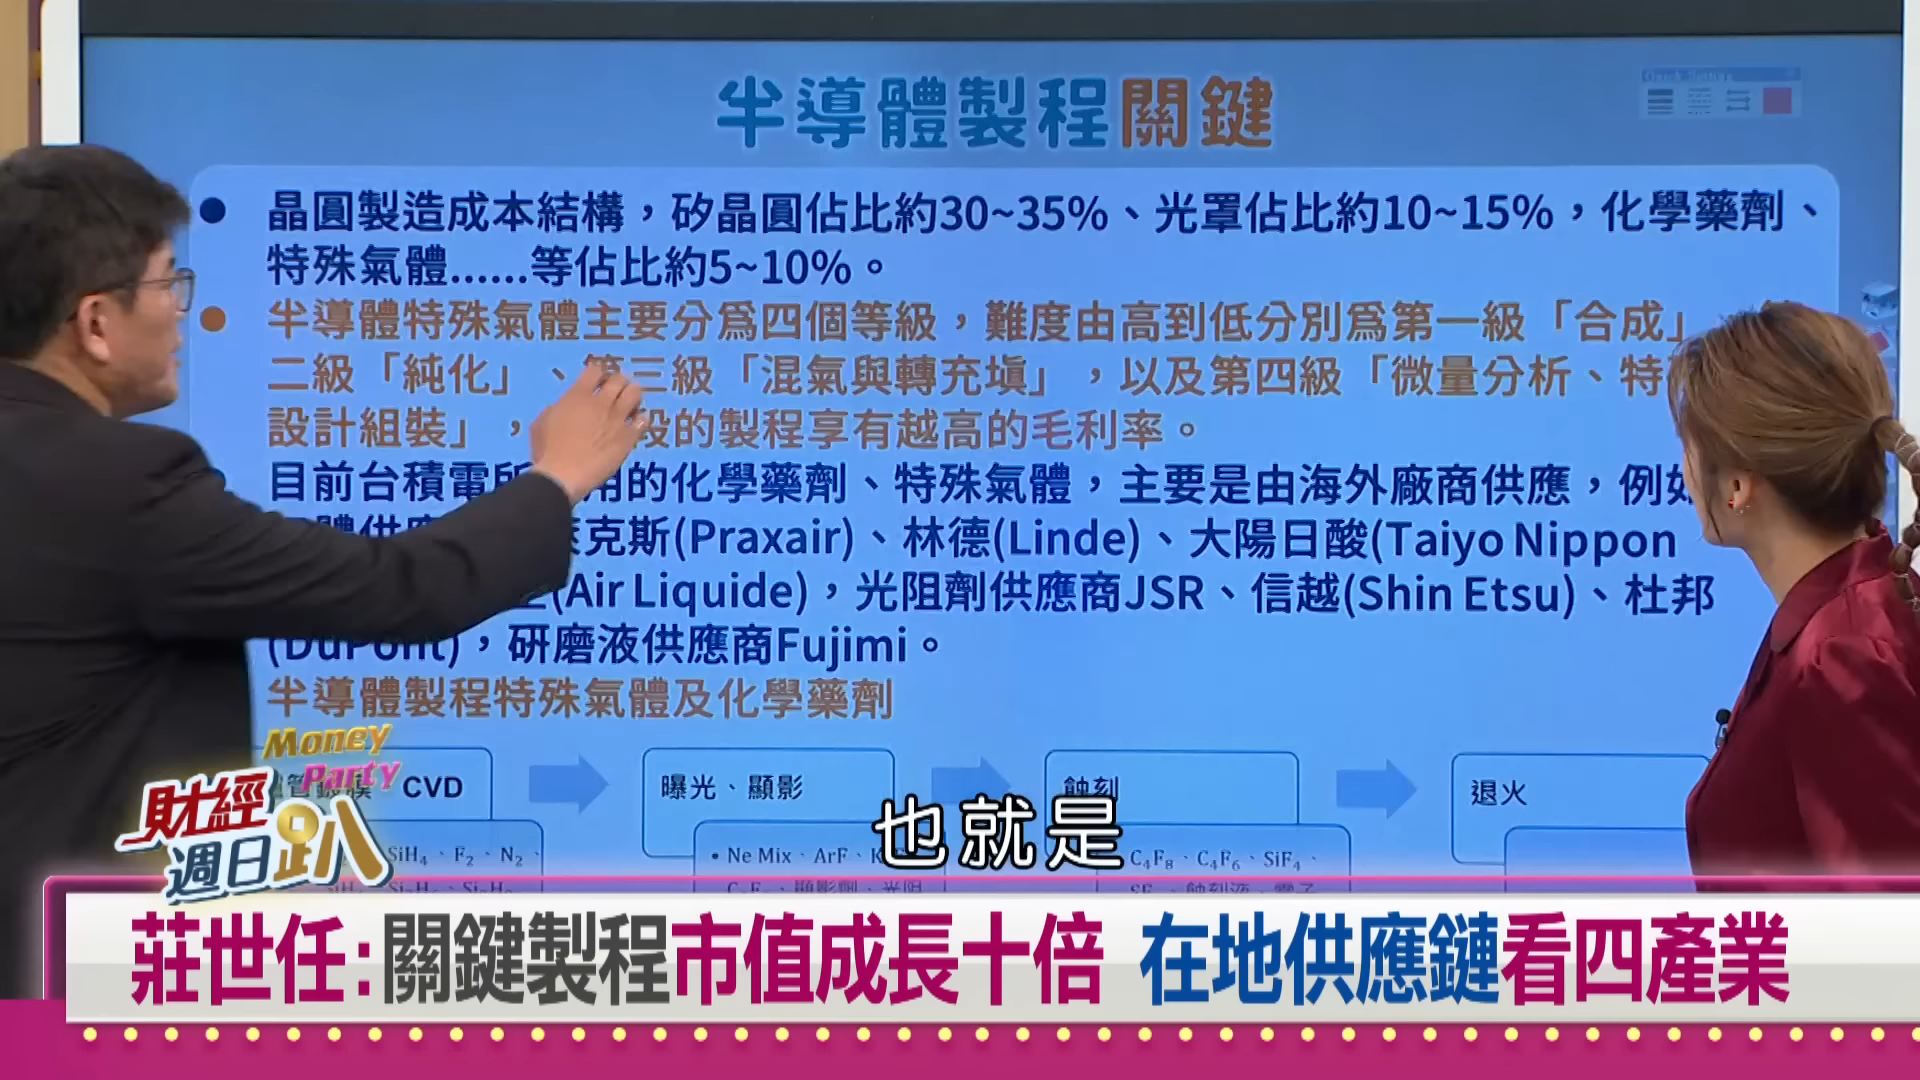 半導體製程關鍵
晶圓製造成本結構，矽晶圓佔比約30~35%、光罩佔比約10~15%，化學藥劑、
特殊氣體......等佔比約5~10%。
半導體特殊氣體主要分為四個等級，難度由高到低分別為第一級「合成」
二級「純化」、第三級「混氣與轉充填」，以及第四級「微量分析、特
設計組裝」，段的製程享有越高的毛利率。
目前台積電所用的化學藥劑、特殊氣體，主要是由海外廠商供應，例如
克斯(Praxair)、林德(Linde)、大陽日酸(Taiyo Nippon
(Air Liquide)，光阻劑供應商JSR、信越(Shin Etsu)、杜邦
(DuPont)，研磨液供應商Fujimi。
半導體製程特殊氣體及化學藥劑
CVD
曝光、顯影
蝕刻
退火
SiH₄、F₂、N₂、
• Ne Mix、ArF、K
C₄F₈、C₄F₆、SiF₄、
也就是
Money
Party
財經
週日趴
莊世任:關鍵製程市值成長十倍 在地供應鏈看四產業